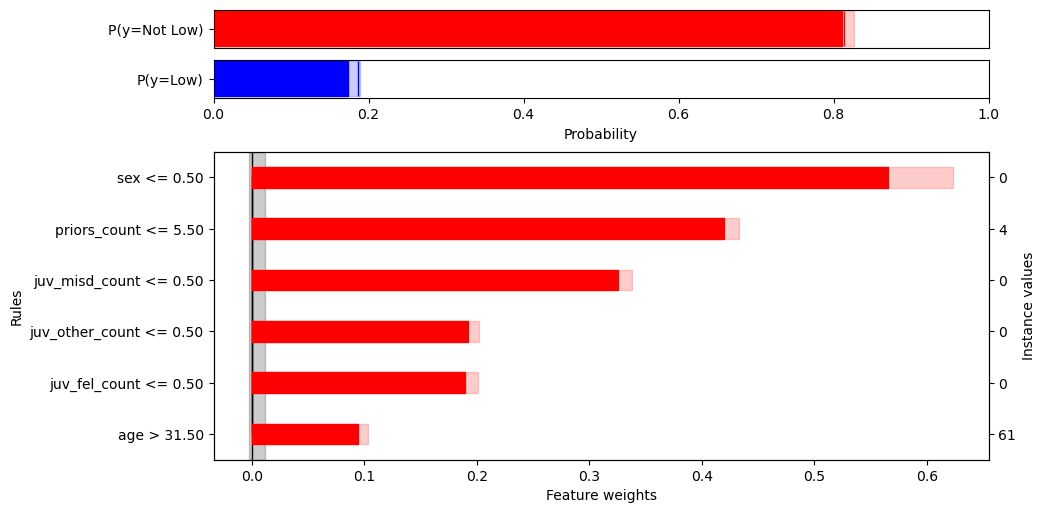 P(y=Not Low)
P(y=Low)
0.0 0.2 0.4 0.6 0.8 1.0
Probability
Rules
sex <= 0.50 0
priors_count <= 5.50 4
juv_misd_count <= 0.50 0
juv_other_count <= 0.50 0
juv_fel_count <= 0.50 0
age > 31.50 61
Instance values
0.0 0.1 0.2 0.3 0.4 0.5 0.6
Feature weights